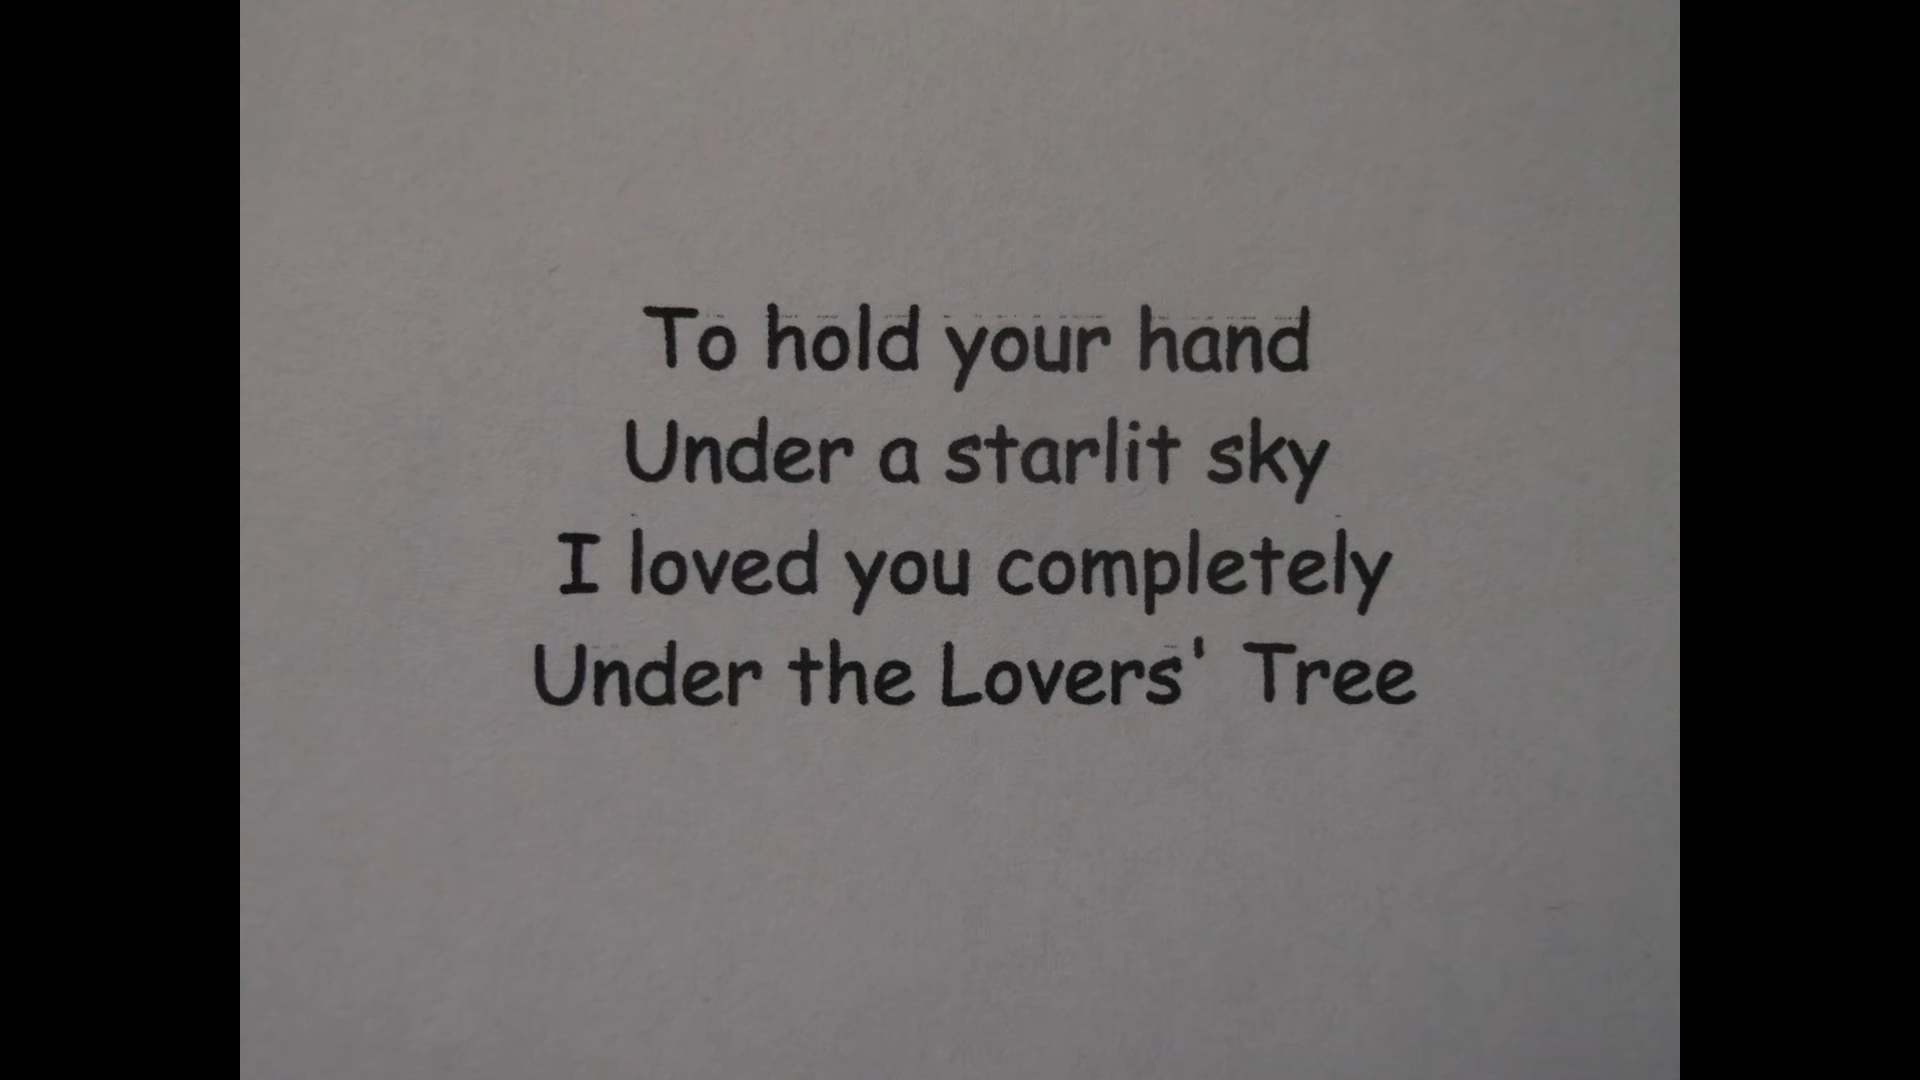 To hold your hand
Under a starlit sky
I loved you completely
Under the Lovers' Tree